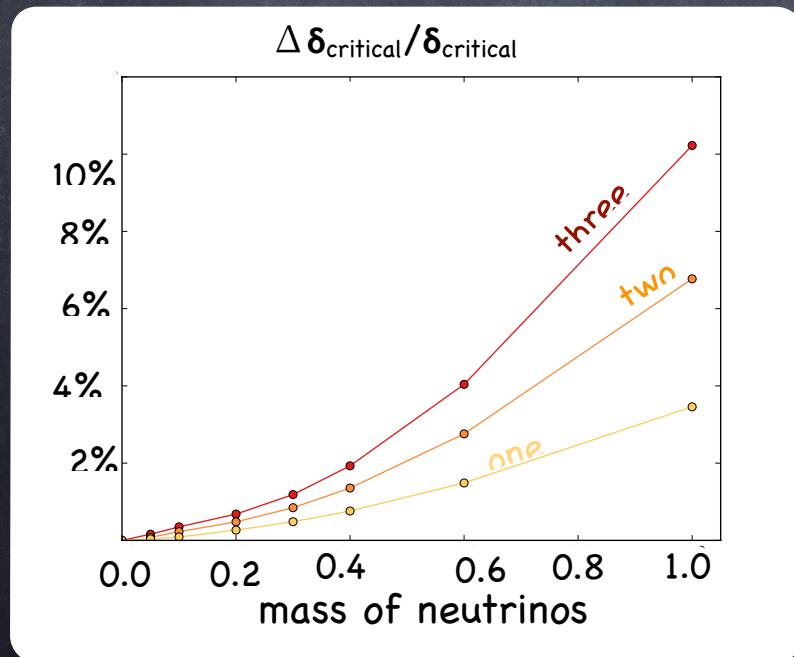 Δ δcritical/δcritical
10%
8%
6%
4%
2%
three
two
one
0.0 0.2 0.4 0.6 0.8 1.0
mass of neutrinos